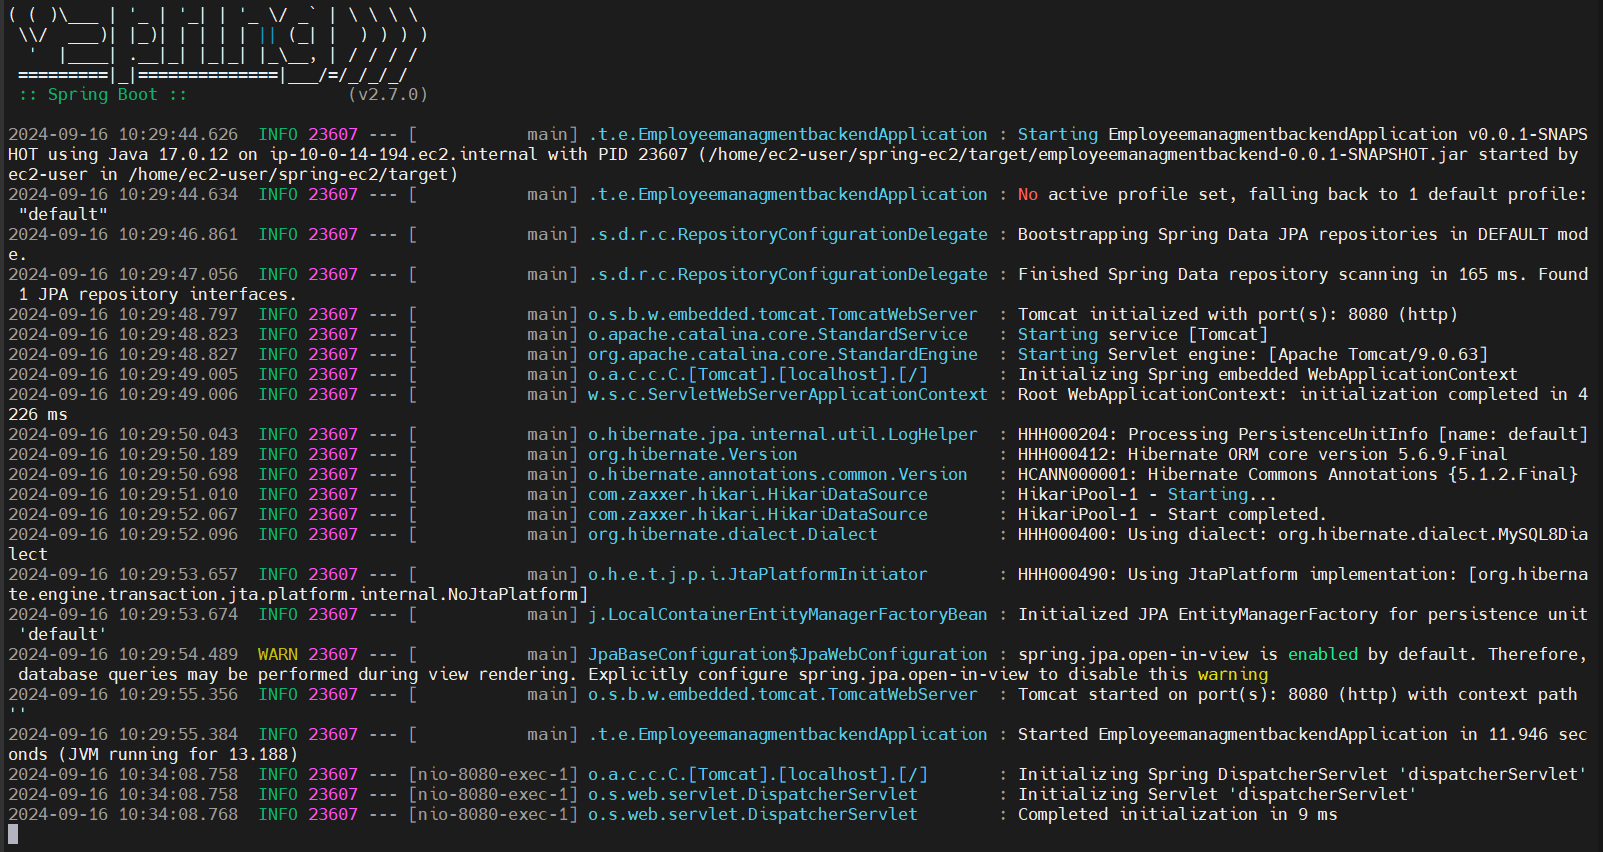 ( ( )\___ | '_ | '_| | '_ \/ _` | \ \ \ \
 \\/  ___)| |_)| | | | | || (_| |  ) ) ) )
  '  |____| .__|_| |_|_| |_\__, | / / / /
 =========|_|==============|___/=/_/_/_/
 :: Spring Boot ::                (v2.7.0)
2024-09-16 10:29:44.626  INFO 23607 --- [           main] .t.e.EmployeemanagmentbackendApplication : Starting EmployeemanagmentbackendApplication v0.0.1-SNAPS
HOT using Java 17.0.12 on ip-10-0-14-194.ec2.internal with PID 23607 (/home/ec2-user/spring-ec2/target/employeemanagmentbackend-0.0.1-SNAPSHOT.jar started by
ec2-user in /home/ec2-user/spring-ec2/target)
2024-09-16 10:29:44.634  INFO 23607 --- [           main] .t.e.EmployeemanagmentbackendApplication : No active profile set, falling back to 1 default profile:
 "default"
2024-09-16 10:29:46.861  INFO 23607 --- [           main] .s.d.r.c.RepositoryConfigurationDelegate : Bootstrapping Spring Data JPA repositories in DEFAULT mod
e.
2024-09-16 10:29:47.056  INFO 23607 --- [           main] .s.d.r.c.RepositoryConfigurationDelegate : Finished Spring Data repository scanning in 165 ms. Found
 1 JPA repository interfaces.
2024-09-16 10:29:48.797  INFO 23607 --- [           main] o.s.b.w.embedded.tomcat.TomcatWebServer  : Tomcat initialized with port(s): 8080 (http)
2024-09-16 10:29:48.823  INFO 23607 --- [           main] o.apache.catalina.core.StandardService   : Starting service [Tomcat]
2024-09-16 10:29:48.827  INFO 23607 --- [           main] org.apache.catalina.core.StandardEngine  : Starting Servlet engine: [Apache Tomcat/9.0.63]
2024-09-16 10:29:49.005  INFO 23607 --- [           main] o.a.c.c.C.[Tomcat].[localhost].[/]       : Initializing Spring embedded WebApplicationContext
2024-09-16 10:29:49.006  INFO 23607 --- [           main] w.s.c.ServletWebServerApplicationContext : Root WebApplicationContext: initialization completed in 4
226 ms
2024-09-16 10:29:50.043  INFO 23607 --- [           main] o.hibernate.jpa.internal.util.LogHelper  : HHH000204: Processing PersistenceUnitInfo [name: default]
2024-09-16 10:29:50.189  INFO 23607 --- [           main] org.hibernate.Version                    : HHH000412: Hibernate ORM core version 5.6.9.Final
2024-09-16 10:29:50.698  INFO 23607 --- [           main] o.hibernate.annotations.common.Version   : HCANN000001: Hibernate Commons Annotations {5.1.2.Final}
2024-09-16 10:29:51.010  INFO 23607 --- [           main] com.zaxxer.hikari.HikariDataSource       : HikariPool-1 - Starting...
2024-09-16 10:29:52.067  INFO 23607 --- [           main] com.zaxxer.hikari.HikariDataSource       : HikariPool-1 - Start completed.
2024-09-16 10:29:52.096  INFO 23607 --- [           main] org.hibernate.dialect.Dialect            : HHH000400: Using dialect: org.hibernate.dialect.MySQL8Dia
lect
2024-09-16 10:29:53.657  INFO 23607 --- [           main] o.h.e.t.j.p.i.JtaPlatformInitiator       : HHH000490: Using JtaPlatform implementation: [org.hiberna
te.engine.transaction.jta.platform.internal.NoJtaPlatform]
2024-09-16 10:29:53.674  INFO 23607 --- [           main] j.LocalContainerEntityManagerFactoryBean : Initialized JPA EntityManagerFactory for persistence unit
 'default'
2024-09-16 10:29:54.489  WARN 23607 --- [           main] JpaBaseConfiguration$JpaWebConfiguration : spring.jpa.open-in-view is enabled by default. Therefore,
 database queries may be performed during view rendering. Explicitly configure spring.jpa.open-in-view to disable this warning
2024-09-16 10:29:55.356  INFO 23607 --- [           main] o.s.b.w.embedded.tomcat.TomcatWebServer  : Tomcat started on port(s): 8080 (http) with context path
''
2024-09-16 10:29:55.384  INFO 23607 --- [           main] .t.e.EmployeemanagmentbackendApplication : Started EmployeemanagmentbackendApplication in 11.946 sec
onds (JVM running for 13.188)
2024-09-16 10:34:08.758  INFO 23607 --- [nio-8080-exec-1] o.a.c.c.C.[Tomcat].[localhost].[/]       : Initializing Spring DispatcherServlet 'dispatcherServlet'
2024-09-16 10:34:08.758  INFO 23607 --- [nio-8080-exec-1] o.s.web.servlet.DispatcherServlet        : Initializing Servlet 'dispatcherServlet'
2024-09-16 10:34:08.768  INFO 23607 --- [nio-8080-exec-1] o.s.web.servlet.DispatcherServlet        : Completed initialization in 9 ms